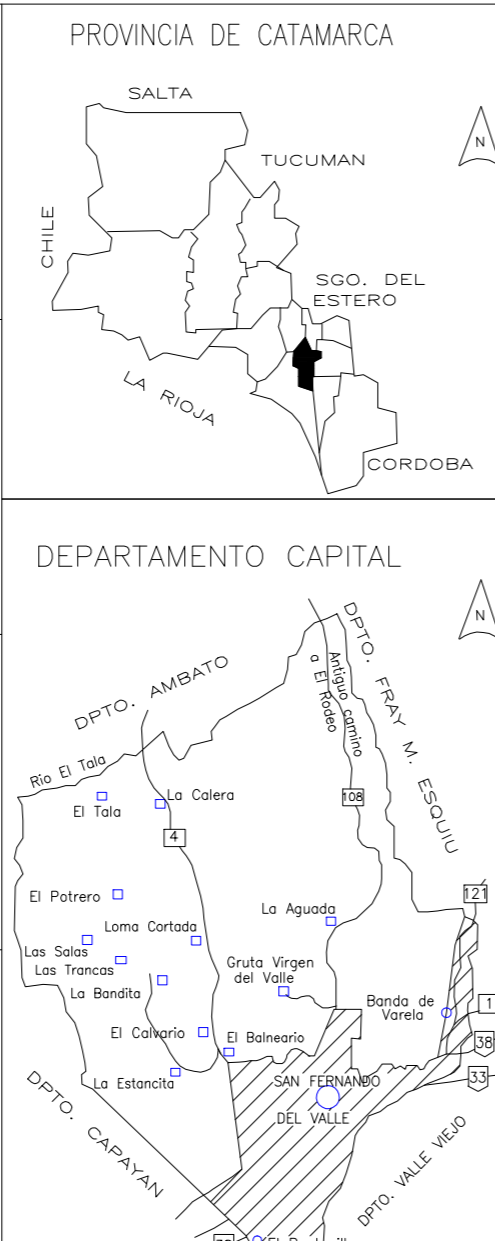 PROVINCIA DE CATAMARCA
SALTA
N
TUCUMAN
CHILE
SGO. DEL
ESTERO
LA RIOJA
CORDOBA
DEPARTAMENTO CAPITAL
N
DPTO. AMBATO
DPTO. FRAY M. ESQUIU
Antiguo camino
a El Rodeo
Rio El Tala
El Tala
La Calera
108
4
El Potrero
121
La Aguada
Loma Cortada
Las Salas
Las Trancas
Gruta Virgen
del Valle
La Bandita
Banda de
Varela
1
El Calvario
El Balneario
38
La Estancita
33
SAN FERNANDO
DEL VALLE
DPTO. CAPAYAN
DPTO. VALLE VIEJO